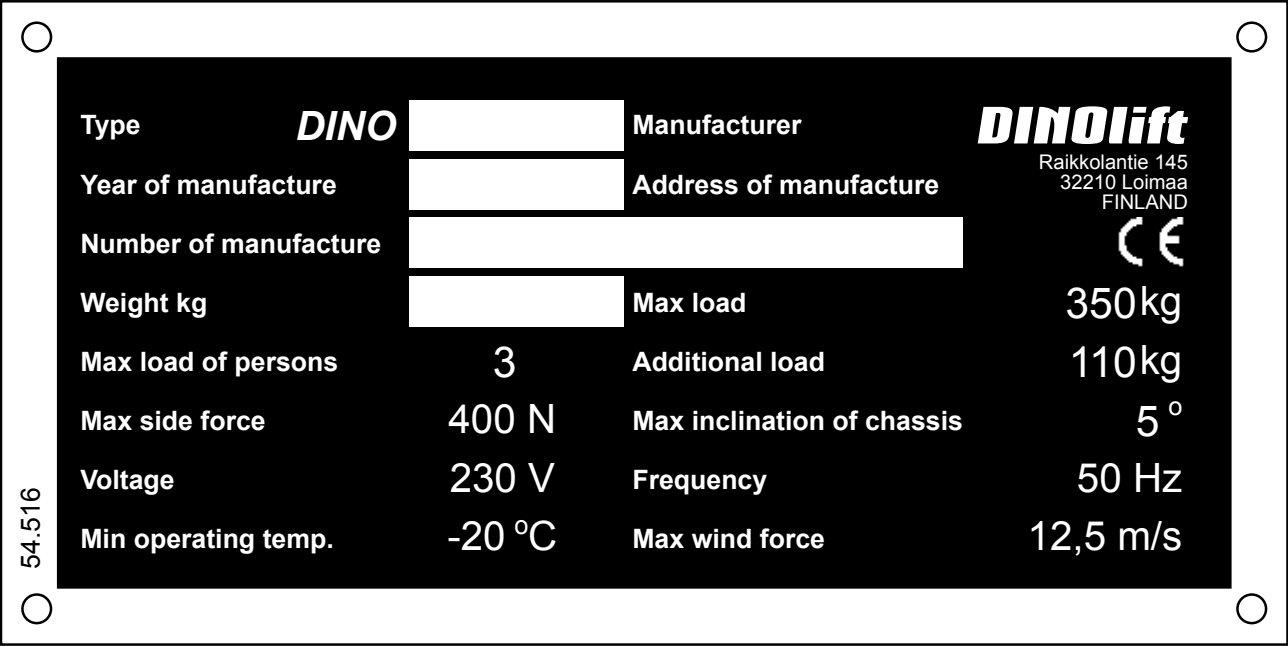 Type DINO Manufacturer DINOlift
Raikkolantie 145
Year of manufacture Address of manufacture 32210 Loimaa
FINLAND
Number of manufacture CE
Weight kg Max load 350kg
Max load of persons 3 Additional load 110kg
Max side force 400 N Max inclination of chassis 5 º
Voltage 230 V Frequency 50 Hz
Min operating temp. -20 ºC Max wind force 12,5 m/s
54.516